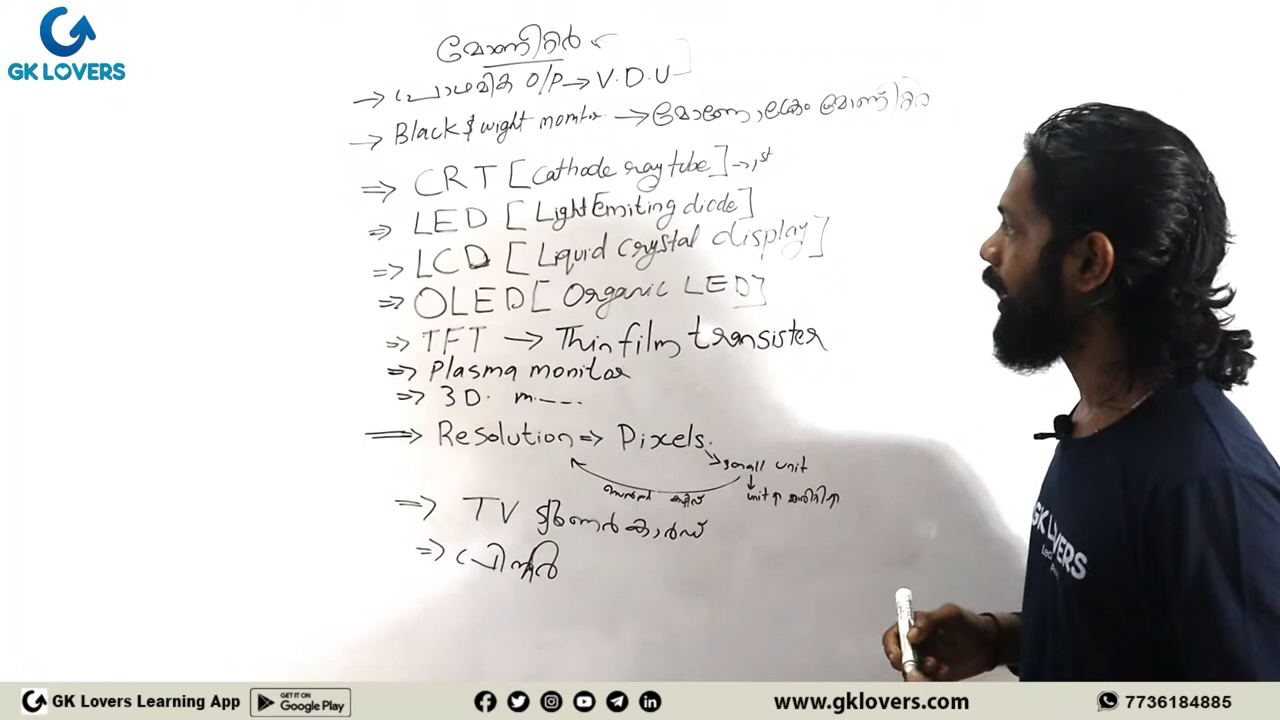 GK LOVERS
മോണിറ്റർ
→ പ്രാഥമിക O/P → V.D.U
→ Black & wight monitor → മോണോക്രോം മോണിറ്റർ
⇒ CRT [Cathode ray tube] → 1st
⇒ LED [Light Emiting diode]
⇒ LCD [Liquid crystal display]
⇒ OLED [Organic LED]
⇒ TFT → Thin film transister
⇒ Plasma monitor
⇒ 3D. m----
⇒ Resolution ⇒ Pixels.
small unit
unit
⇒ TV ട്യൂണർ കാർഡ്
⇒ പ്രിന്റർ
GK LOVERS
GK Lovers Learning App
GET IT ON
Google Play
www.gklovers.com
7736184885